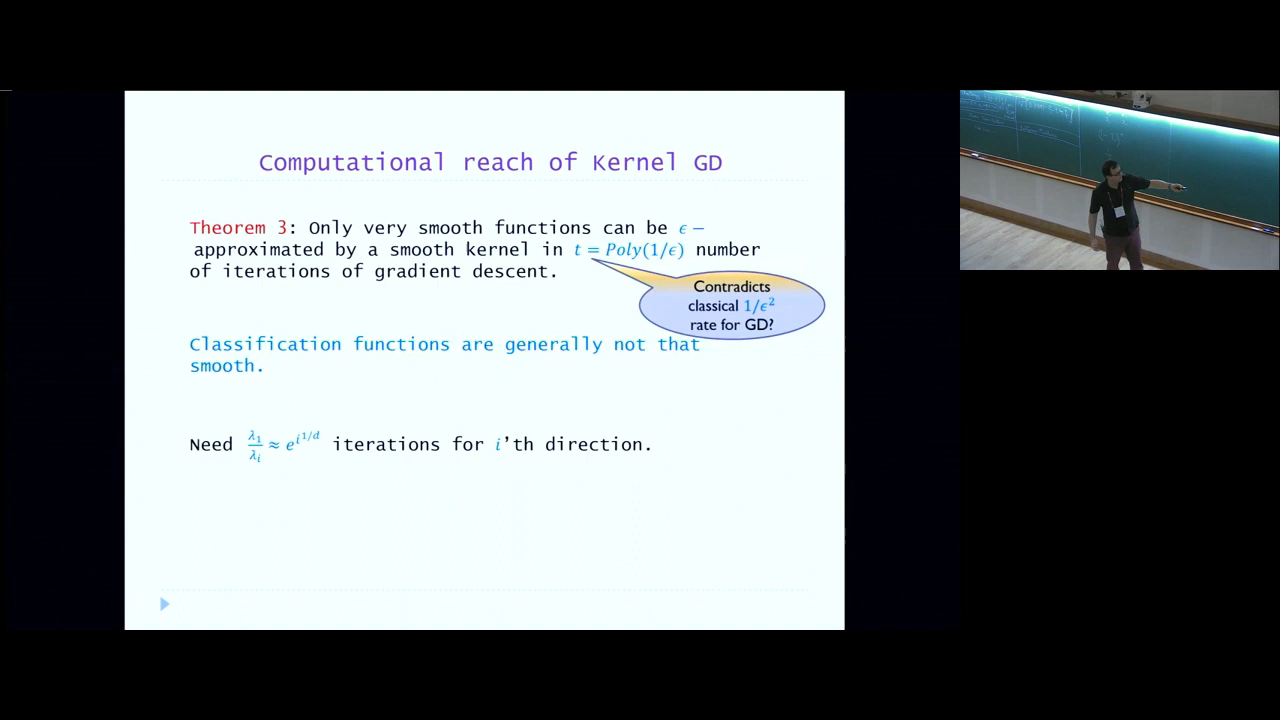 Computational reach of Kernel GD
Theorem 3: Only very smooth functions can be ϵ −
approximated by a smooth kernel in t = Poly(1/ϵ) number
of iterations of gradient descent.
Contradicts
classical 1/ϵ²
rate for GD?
Classification functions are generally not that
smooth.
Need λ₁/λᵢ ≈ e^{i^{1/d}} iterations for i’th direction.